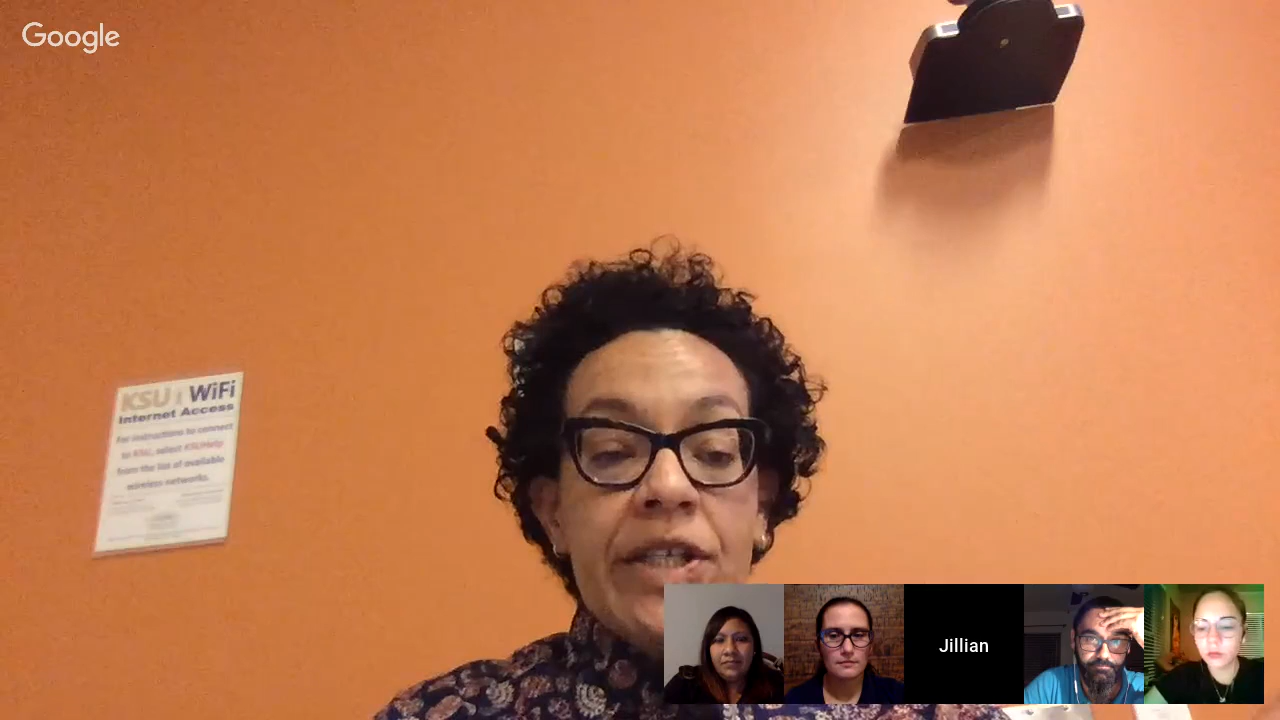 Google
KSU WiFi
Internet Access
For instructions to connect
to KSU, select KSUHelp
from the list of available
wireless networks.
Jillian